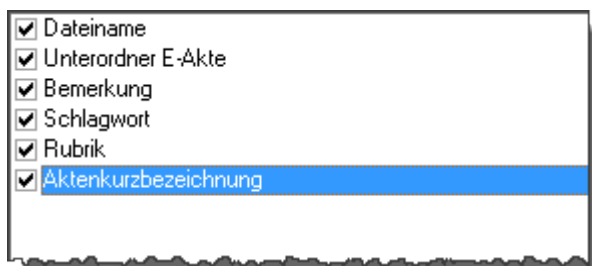 Dateiname
Unterordner E-Akte
Bemerkung
Schlagwort
Rubrik
Aktenkurzbezeichnung